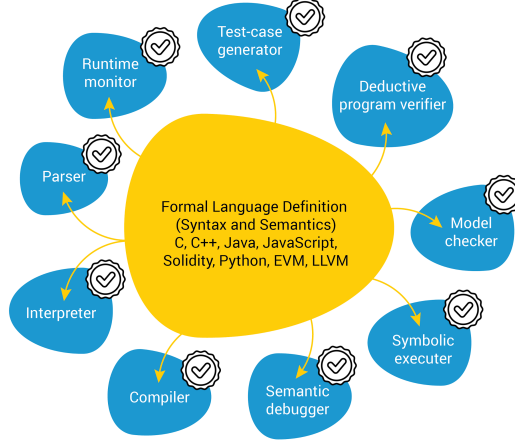 Test-case
generator
Runtime
monitor
Deductive
program verifier
Parser
Formal Language Definition
(Syntax and Semantics)
C, C++, Java, JavaScript,
Solidity, Python, EVM, LLVM
Model
checker
Interpreter
Symbolic
executer
Compiler
Semantic
debugger